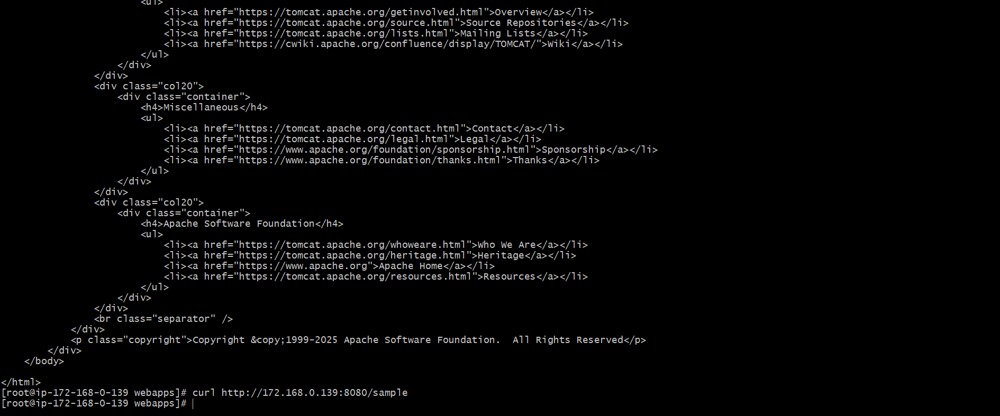 <ul>
<li><a href="https://tomcat.apache.org/getinvolved.html">Overview</a></li>
<li><a href="https://tomcat.apache.org/source.html">Source Repositories</a></li>
<li><a href="https://tomcat.apache.org/lists.html">Mailing Lists</a></li>
<li><a href="https://cwiki.apache.org/confluence/display/TOMCAT/">Wiki</a></li>
</ul>
</div>
</div>
<div class="col20">
<div class="container">
<h4>Miscellaneous</h4>
<ul>
<li><a href="https://tomcat.apache.org/contact.html">Contact</a></li>
<li><a href="https://tomcat.apache.org/legal.html">Legal</a></li>
<li><a href="https://www.apache.org/foundation/sponsorship.html">Sponsorship</a></li>
<li><a href="https://www.apache.org/foundation/thanks.html">Thanks</a></li>
</ul>
</div>
</div>
<div class="col20">
<div class="container">
<h4>Apache Software Foundation</h4>
<ul>
<li><a href="https://tomcat.apache.org/whoweare.html">Who We Are</a></li>
<li><a href="https://tomcat.apache.org/heritage.html">Heritage</a></li>
<li><a href="https://www.apache.org">Apache Home</a></li>
<li><a href="https://tomcat.apache.org/resources.html">Resources</a></li>
</ul>
</div>
</div>
<br class="separator" />
</div>
<p class="copyright">Copyright &copy;1999-2025 Apache Software Foundation.  All Rights Reserved</p>
</div>
</body>
</html>
[root@ip-172-168-0-139 webapps]# curl http://172.168.0.139:8080/sample
[root@ip-172-168-0-139 webapps]#